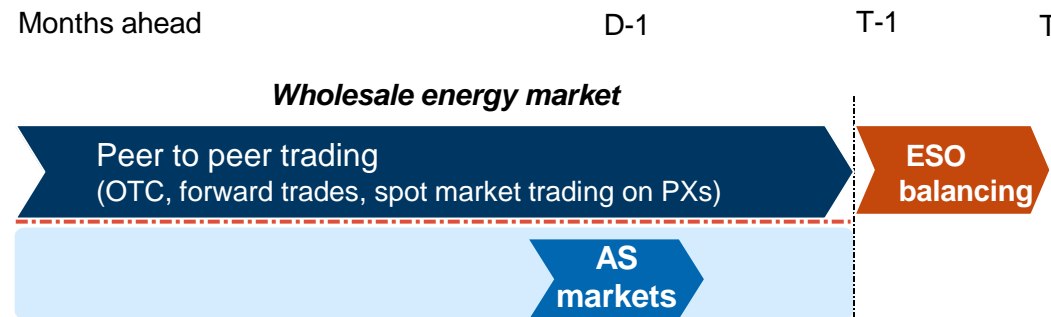 Months ahead D-1 T-1 T
Wholesale energy market
Peer to peer trading
(OTC, forward trades, spot market trading on PXs)
ESO
balancing
AS
markets